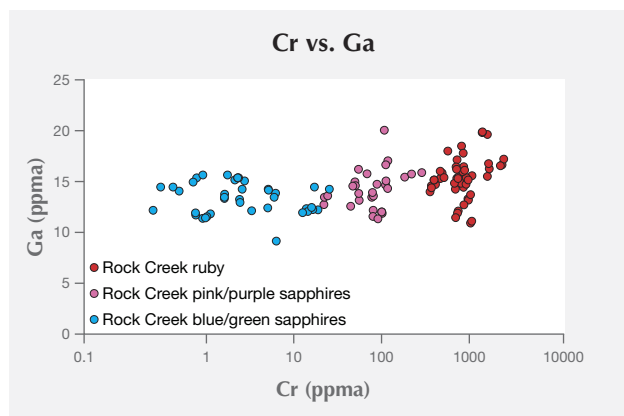 Cr vs. Ga
25
20
15
10
5
0
Ga (ppma)
Rock Creek ruby
Rock Creek pink/purple sapphires
Rock Creek blue/green sapphires
0.1 1 10 100 1000 10000
Cr (ppma)